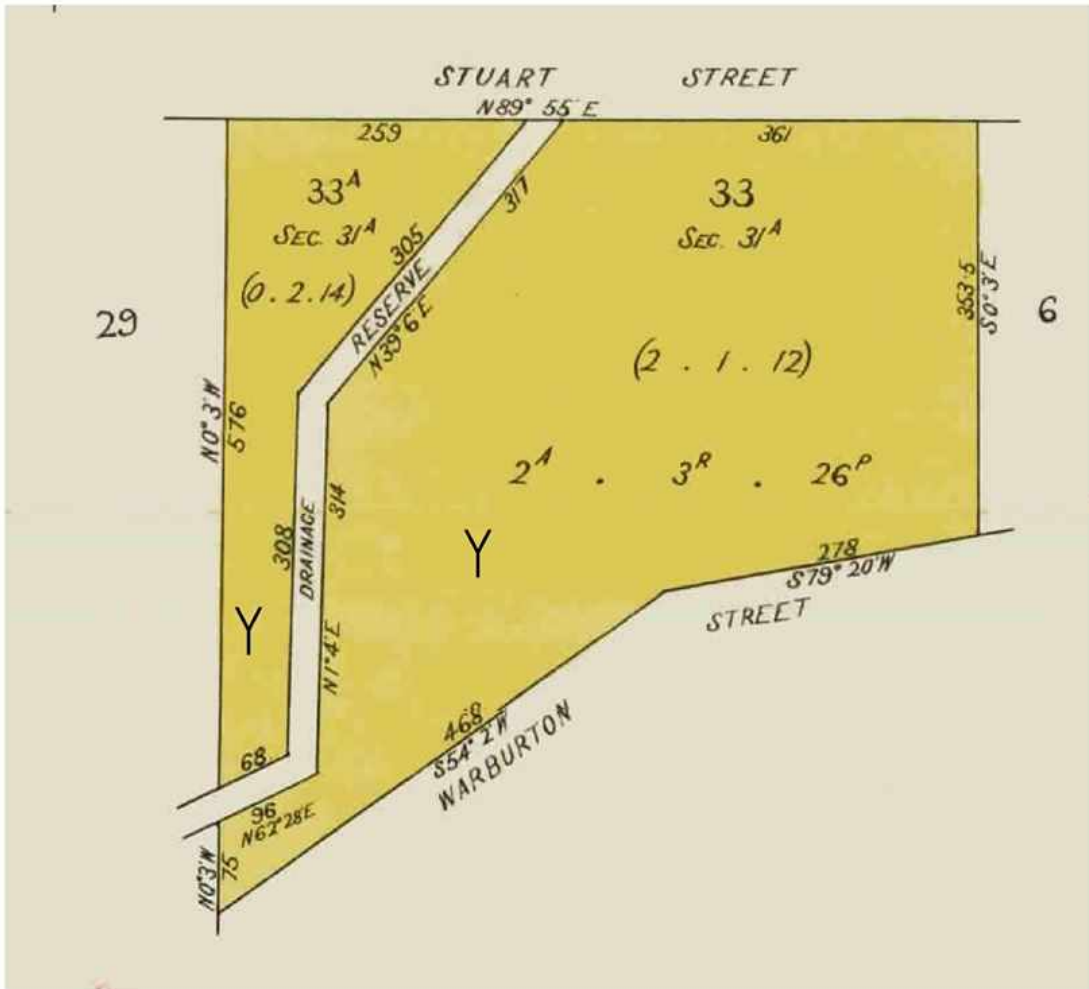 STUART STREET
N89° 55' E
259
361
33A
SEC. 31A
(0.2.14)
305
317
RESERVE
N39° 6' E
33
SEC. 31A
353.5
S0° 3' E
29
6
(2 . 1 . 12)
N0° 3' W
576
2A . 3R . 26P
308
DRAINAGE
314
N1° 4' E
Y
Y
278
S79° 20' W
STREET
468
S54° 2' W
WARBURTON
68
96
N62° 28' E
N0° 3' W
75